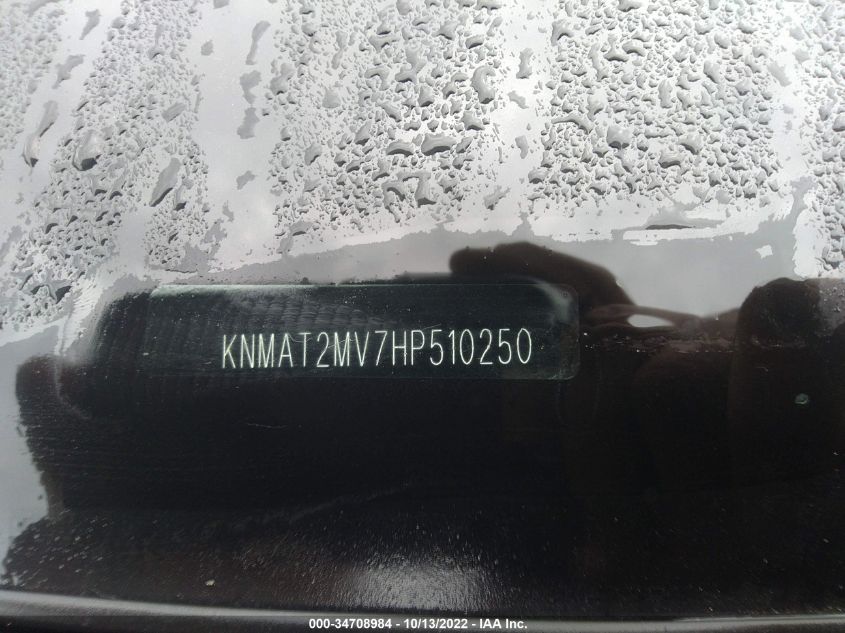 KNMAT2MV7HP510250
000-34708984 - 10/13/2022 - IAA Inc.